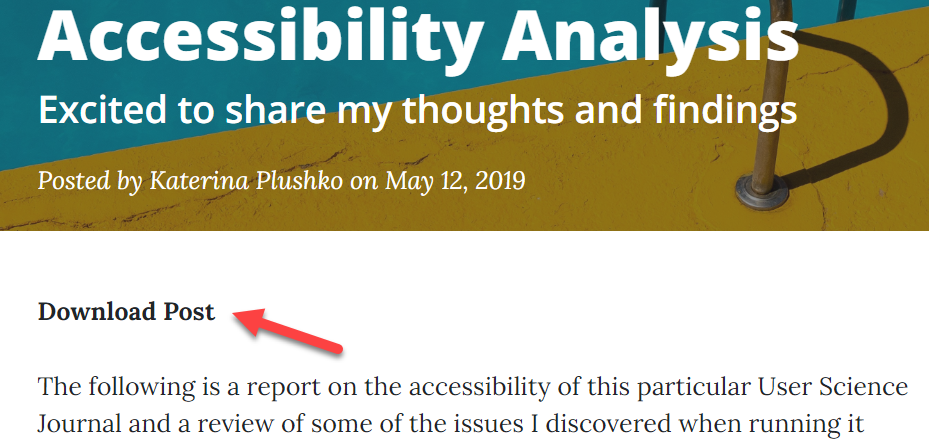 Accessibility Analysis
Excited to share my thoughts and findings
Posted by Katerina Plushko on May 12, 2019
Download Post
The following is a report on the accessibility of this particular User Science
Journal and a review of some of the issues I discovered when running it